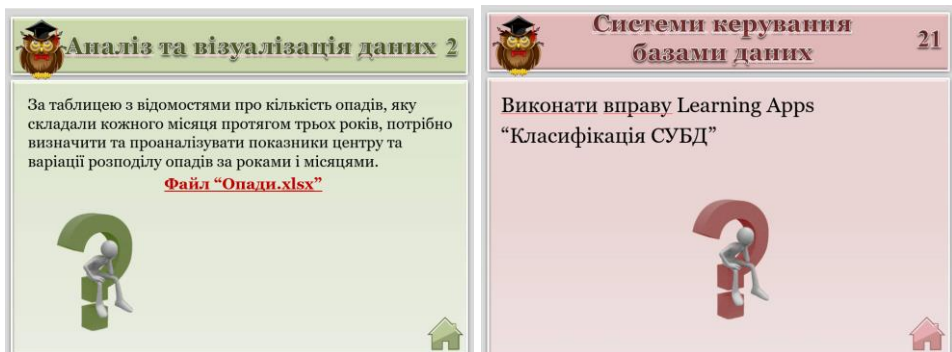 Аналіз та візуалізація даних 2
За таблицею з відомостями про кількість опадів, яку
складали кожного місяця протягом трьох років, потрібно
визначити та проаналізувати показники центру та
варіації розподілу опадів за роками і місяцями.
Файл “Опади.xlsx”
Системи керування
базами даних
21
Виконати вправу Learning Apps
“Класифікація СУБД”